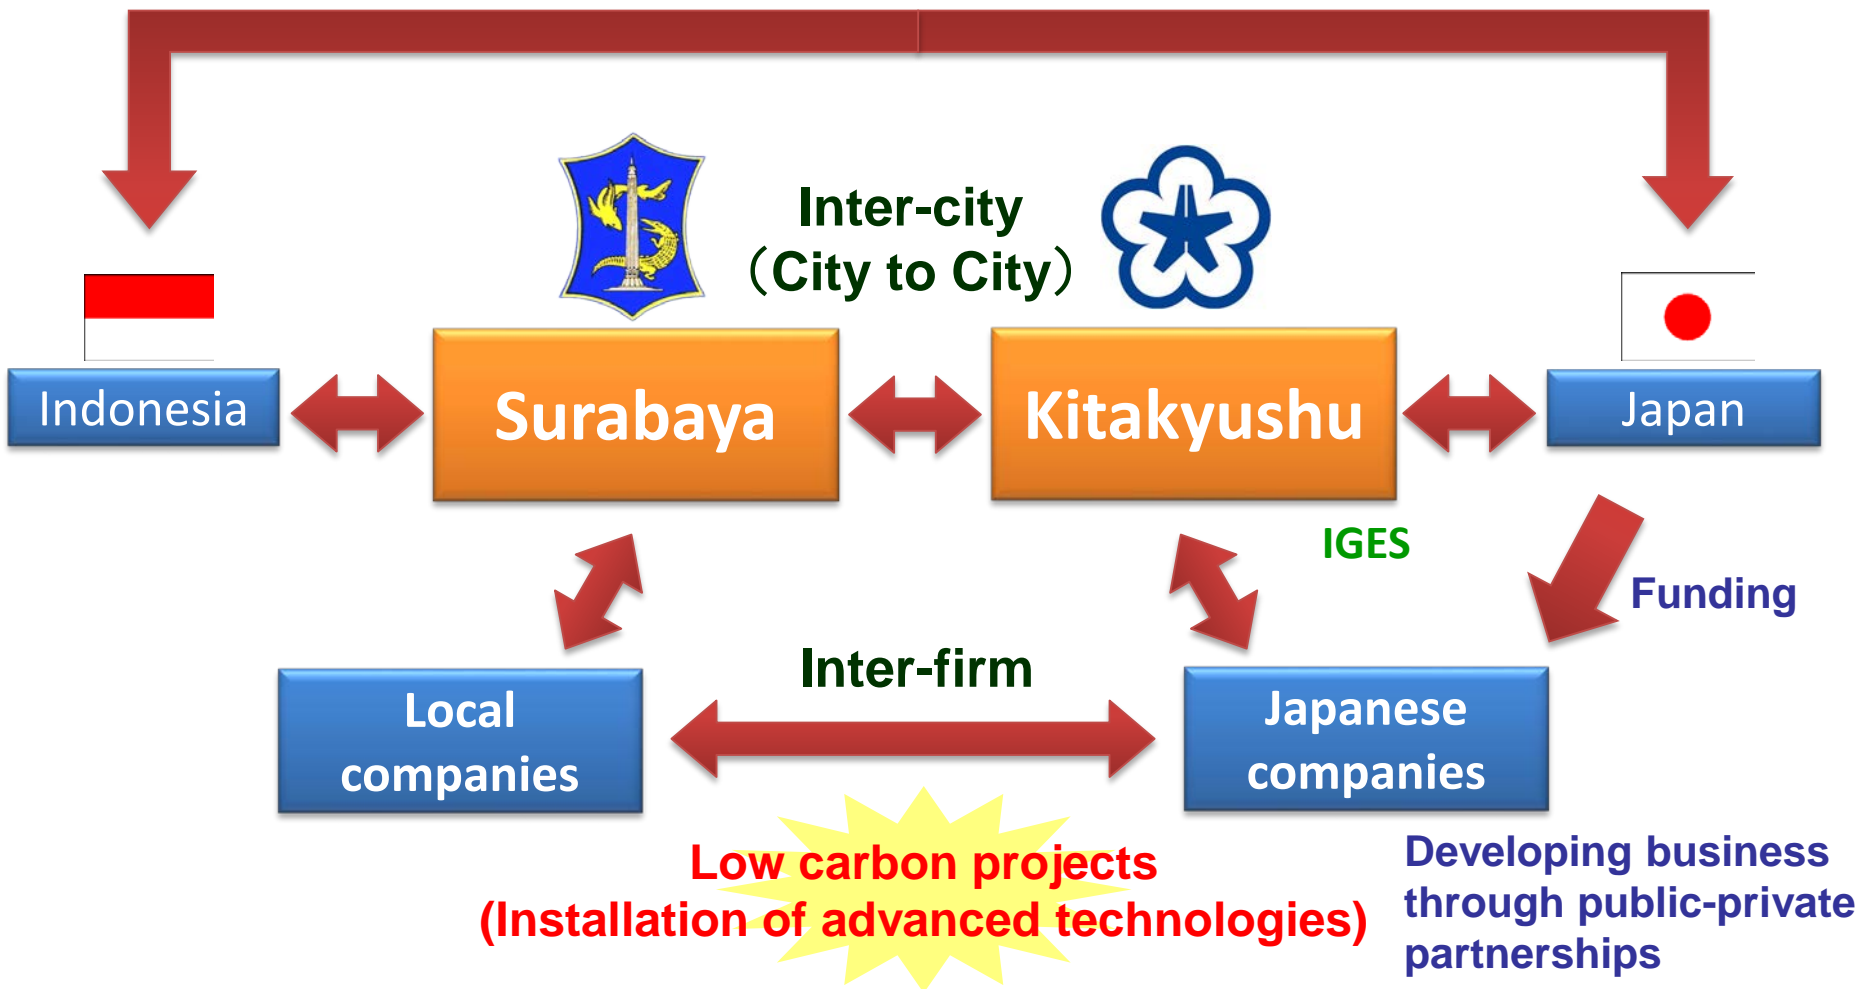 Inter-city
（City to City）
Indonesia
Surabaya
Kitakyushu
Japan
IGES
Funding
Inter-firm
Local
companies
Japanese
companies
Low carbon projects
(Installation of advanced technologies)
Developing business
through public-private
partnerships